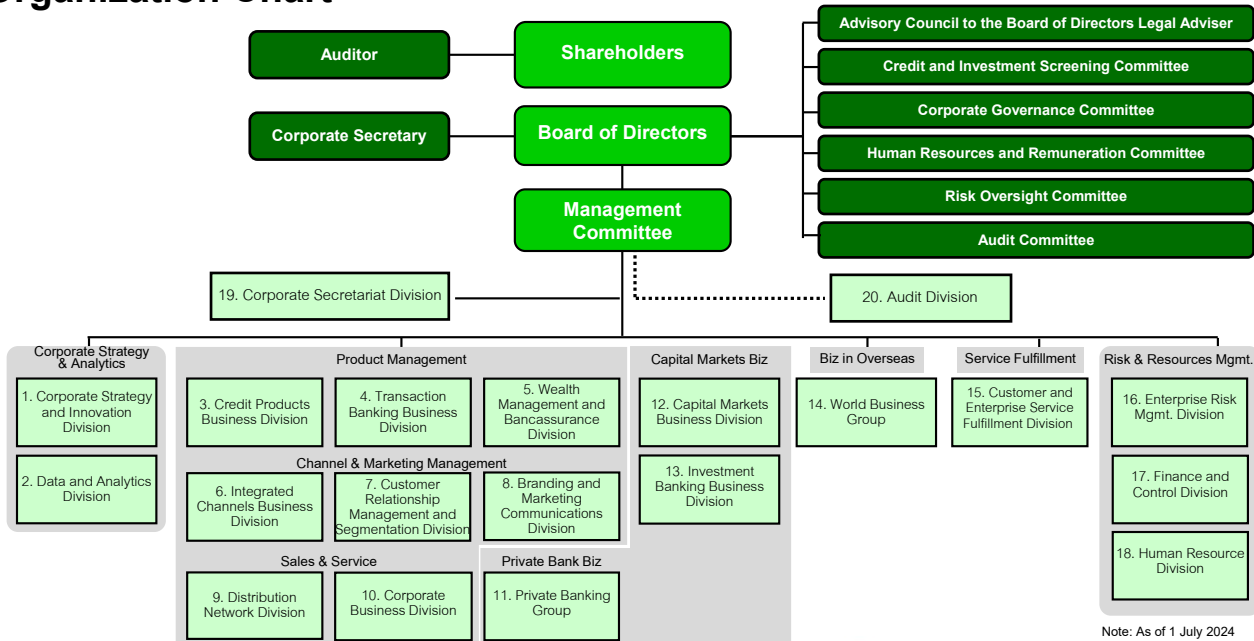 Organization Chart
Auditor
Shareholders
Advisory Council to the Board of Directors Legal Adviser
Credit and Investment Screening Committee
Corporate Governance Committee
Corporate Secretary
Board of Directors
Human Resources and Remuneration Committee
Risk Oversight Committee
Management
Committee
Audit Committee
19. Corporate Secretariat Division
20. Audit Division
Corporate Strategy
& Analytics
1. Corporate Strategy
and Innovation
Division
2. Data and Analytics
Division
Product Management
3. Credit Products
Business Division
4. Transaction
Banking Business
Division
5. Wealth
Management and
Bancassurance
Division
Channel & Marketing Management
6. Integrated
Channels Business
Division
7. Customer
Relationship
Management and
Segmentation Division
8. Branding and
Marketing
Communications
Division
Sales & Service
9. Distribution
Network Division
10. Corporate
Business Division
Private Bank Biz
11. Private Banking
Group
Capital Markets Biz
12. Capital Markets
Business Division
13. Investment
Banking Business
Division
Biz in Overseas
14. World Business
Group
Service Fulfillment
15. Customer and
Enterprise Service
Fulfillment Division
Risk & Resources Mgmt.
16. Enterprise Risk
Mgmt. Division
17. Finance and
Control Division
18. Human Resource
Division
Note: As of 1 July 2024